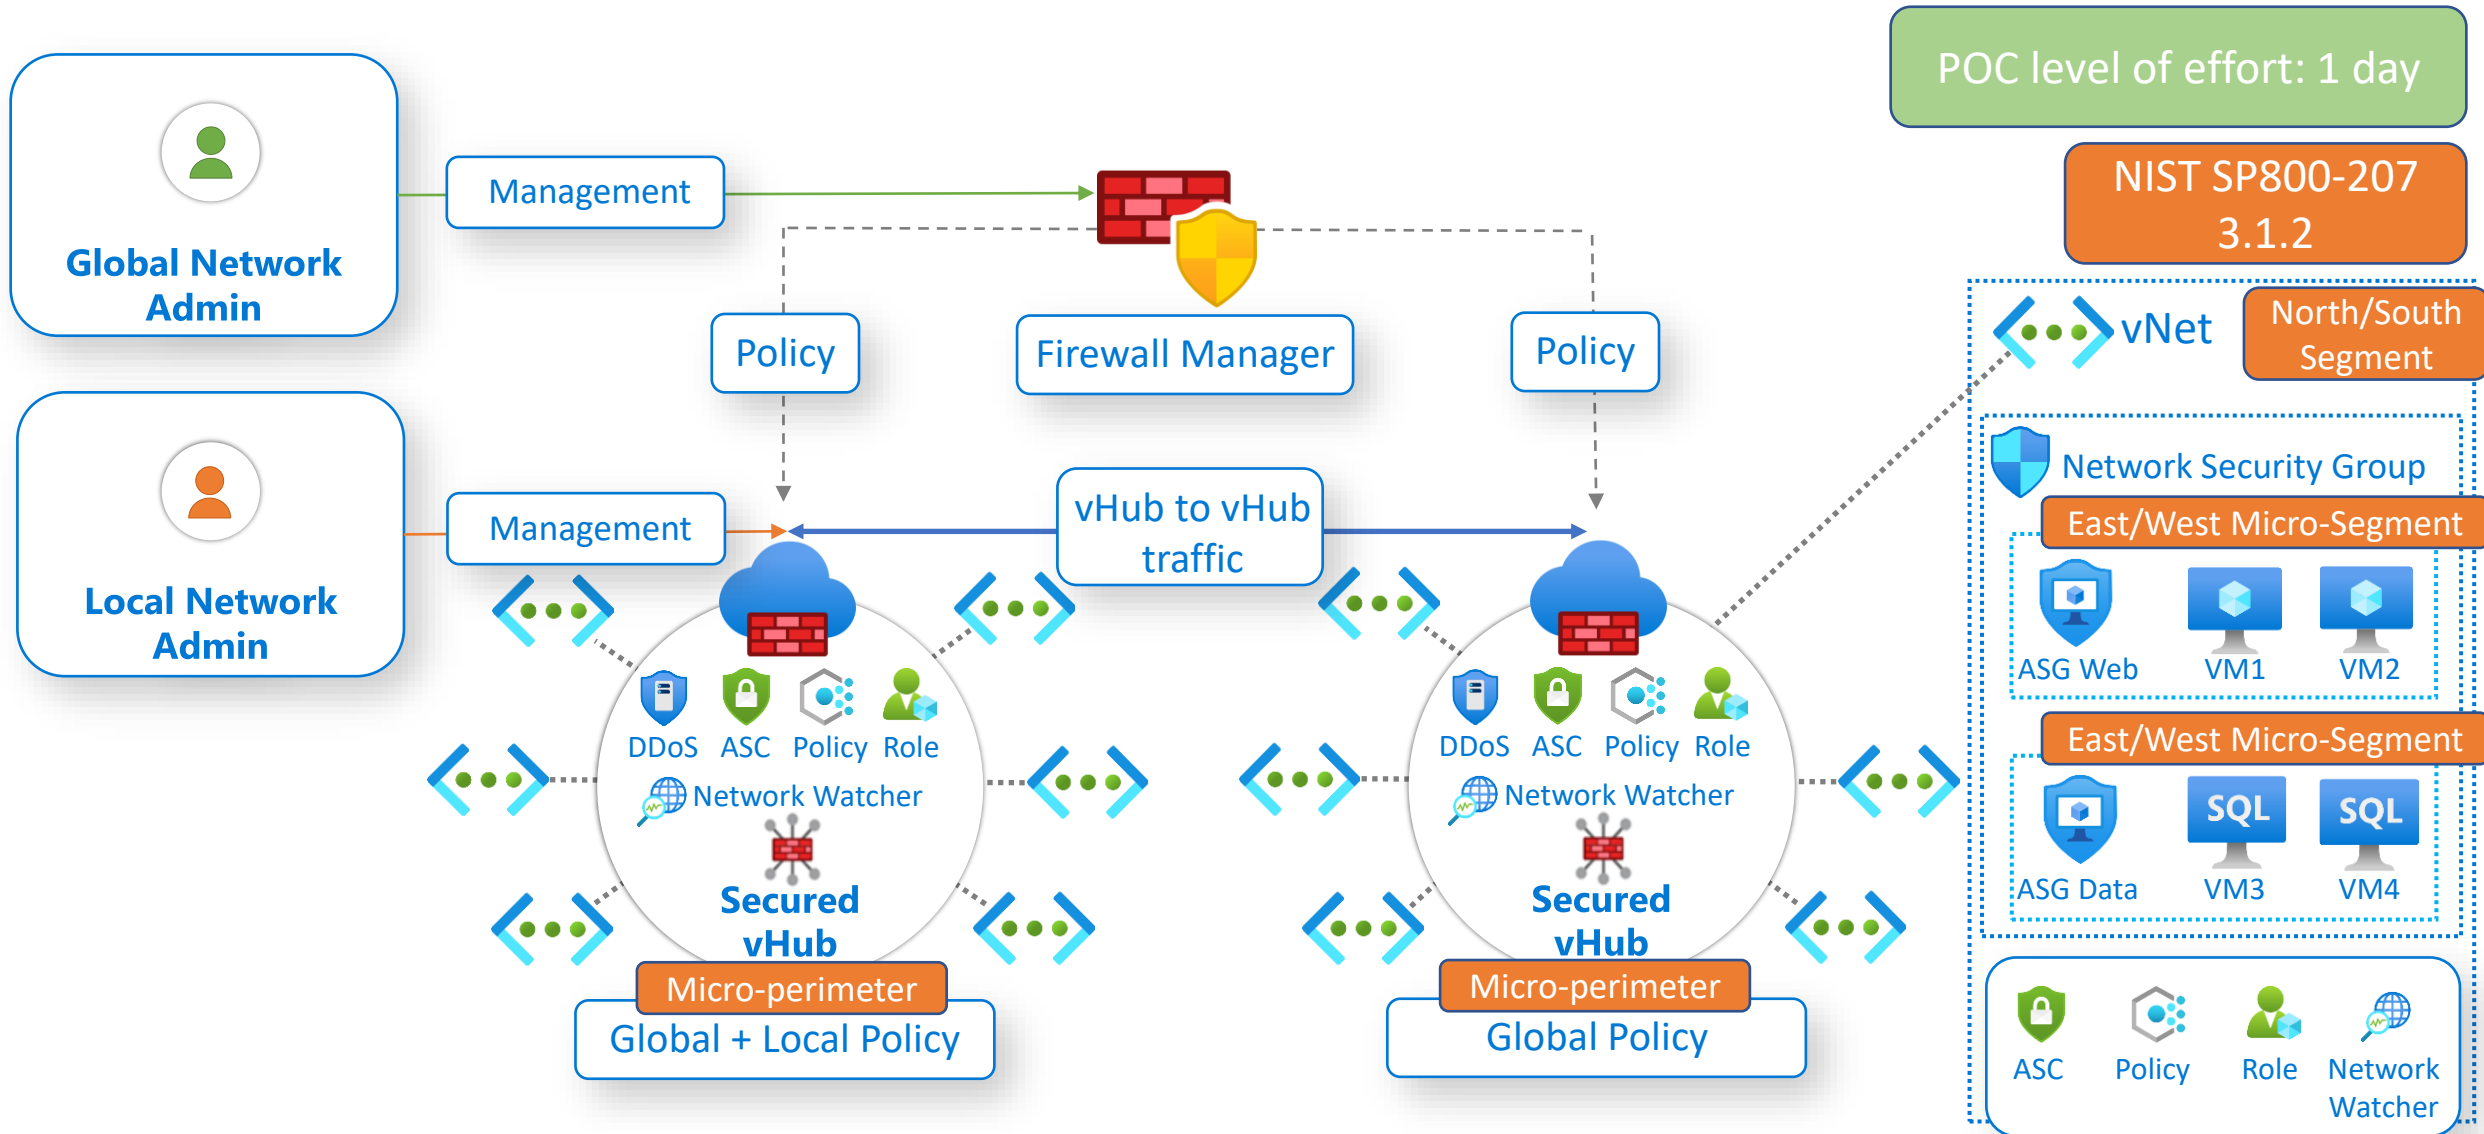 POC level of effort: 1 day
NIST SP800-207
3.1.2
Global Network
Admin
Management
Policy
Firewall Manager
Policy
Local Network
Admin
Management
vHub to vHub
traffic
DDoS
ASC
Policy
Role
Network Watcher
Secured
vHub
Micro-perimeter
Global + Local Policy
DDoS
ASC
Policy
Role
Network Watcher
Secured
vHub
Micro-perimeter
Global Policy
vNet
North/South
Segment
Network Security Group
East/West Micro-Segment
ASG Web
VM1
VM2
East/West Micro-Segment
SQL
SQL
ASG Data
VM3
VM4
ASC
Policy
Role
Network
Watcher